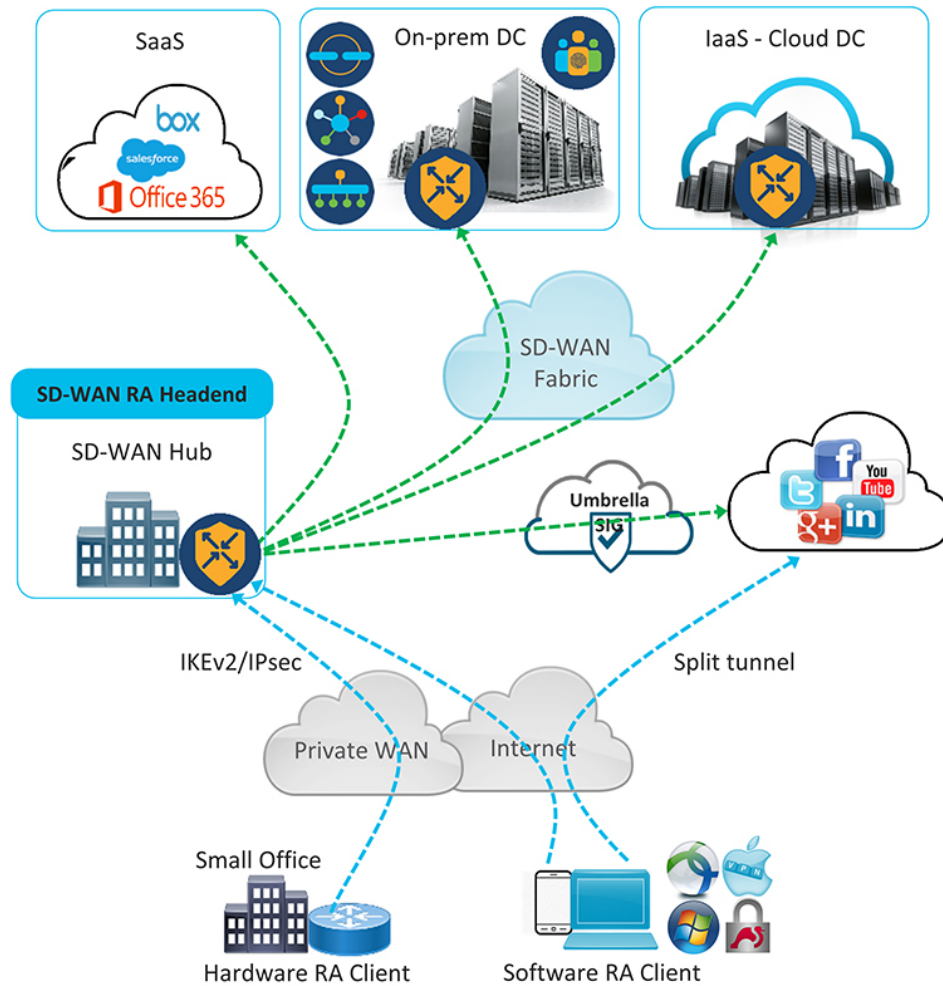 SaaS
box
salesforce
Office 365
On-prem DC
IaaS - Cloud DC
SD-WAN
Fabric
SD-WAN RA Headend
SD-WAN Hub
Umbrella
SIG
f
You
Tube
t
g+
in
IKEv2/IPsec
Split tunnel
Private WAN
Internet
Small Office
Hardware RA Client
VPN
Software RA Client